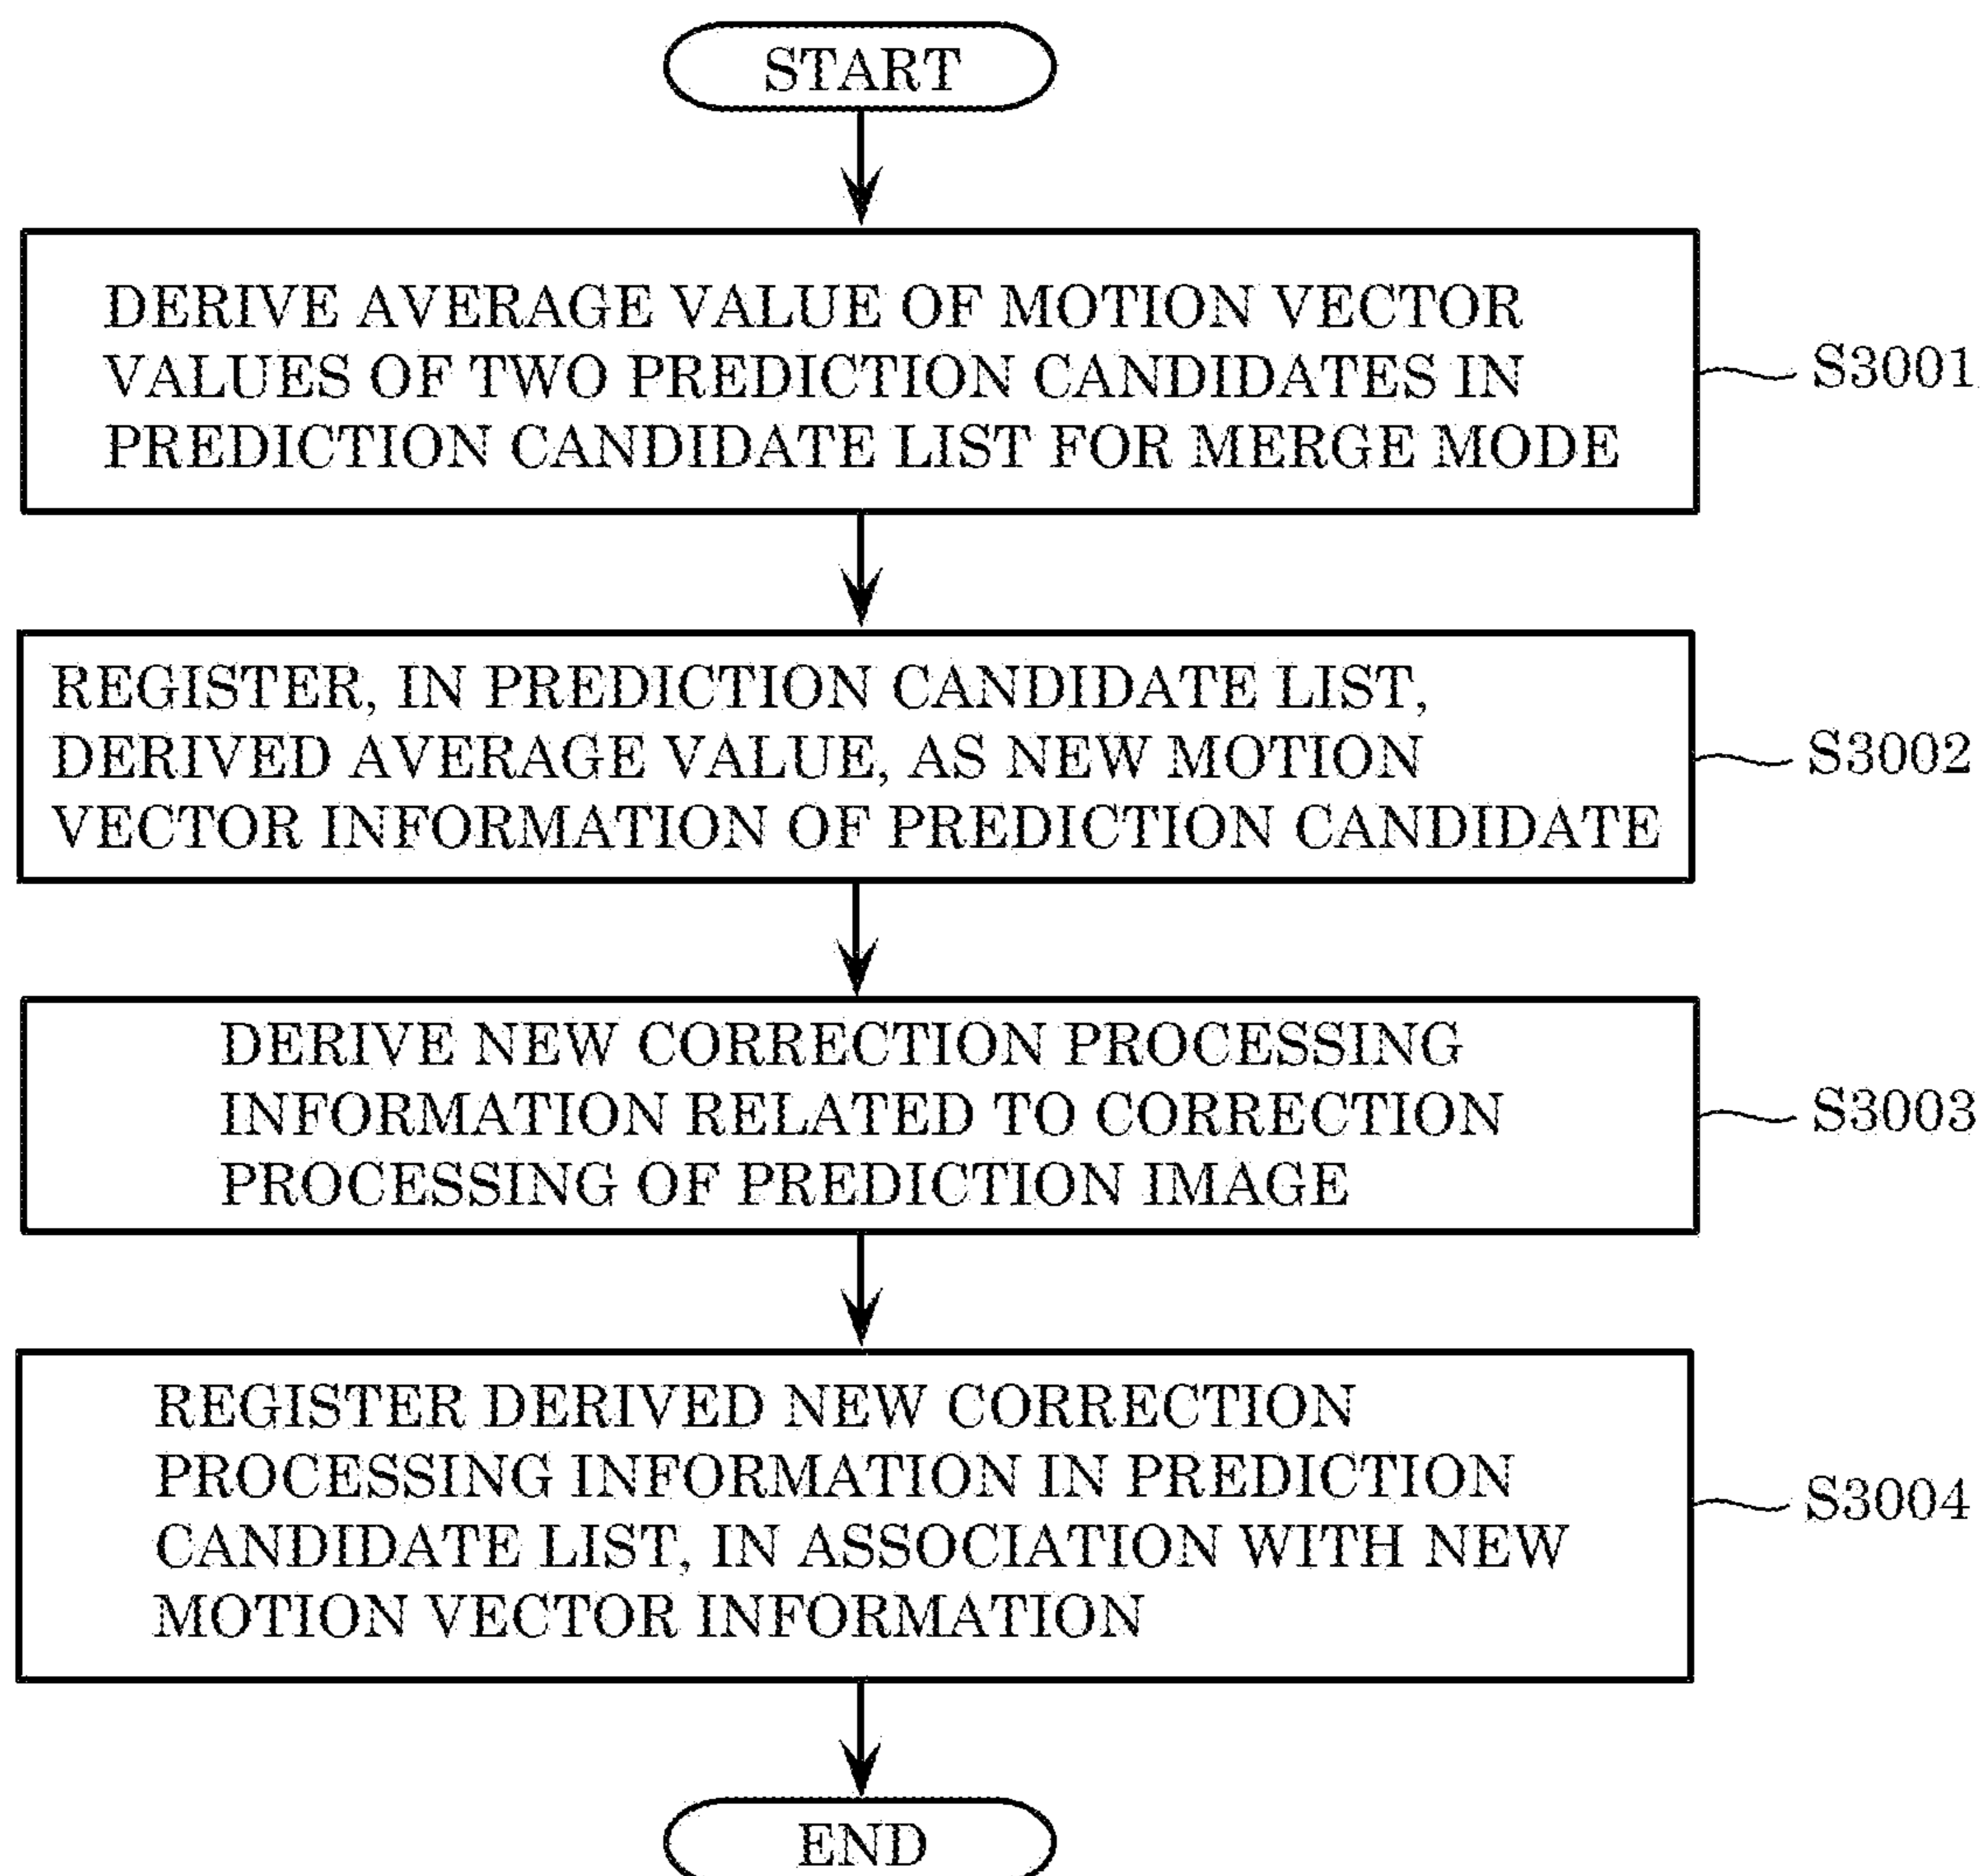 START
DERIVE AVERAGE VALUE OF MOTION VECTOR
VALUES OF TWO PREDICTION CANDIDATES IN
PREDICTION CANDIDATE LIST FOR MERGE MODE
S3001
REGISTER, IN PREDICTION CANDIDATE LIST,
DERIVED AVERAGE VALUE, AS NEW MOTION
VECTOR INFORMATION OF PREDICTION CANDIDATE
S3002
DERIVE NEW CORRECTION PROCESSING
INFORMATION RELATED TO CORRECTION
PROCESSING OF PREDICTION IMAGE
S3003
REGISTER DERIVED NEW CORRECTION
PROCESSING INFORMATION IN PREDICTION
CANDIDATE LIST, IN ASSOCIATION WITH NEW
MOTION VECTOR INFORMATION
S3004
END